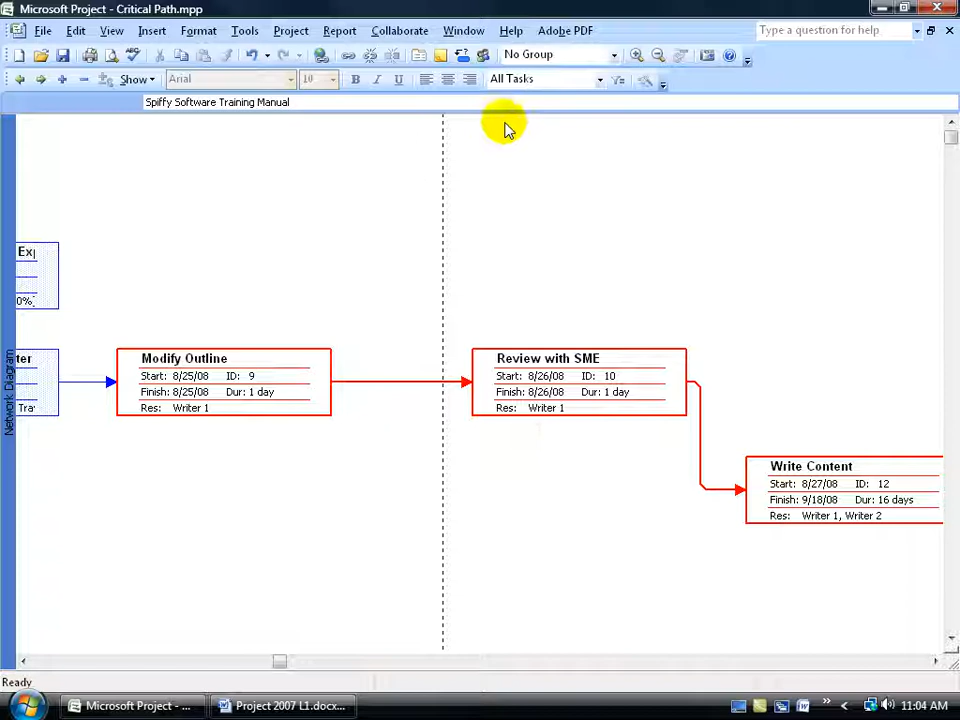 Microsoft Project - Critical Path.mpp
File Edit View Insert Format Tools Project Report Collaborate Window Help Adobe PDF
Type a question for help
No Group
Show Arial 10 B I U All Tasks
Spiffy Software Training Manual
Ex
0%
ter
Tra
Network Diagram
Modify Outline
Start: 8/25/08 ID: 9
Finish: 8/25/08 Dur: 1 day
Res: Writer 1
Review with SME
Start: 8/26/08 ID: 10
Finish: 8/26/08 Dur: 1 day
Res: Writer 1
Write Content
Start: 8/27/08 ID: 12
Finish: 9/18/08 Dur: 16 days
Res: Writer 1, Writer 2
Ready
Microsoft Project - ...
Project 2007 L1.docx...
11:04 AM